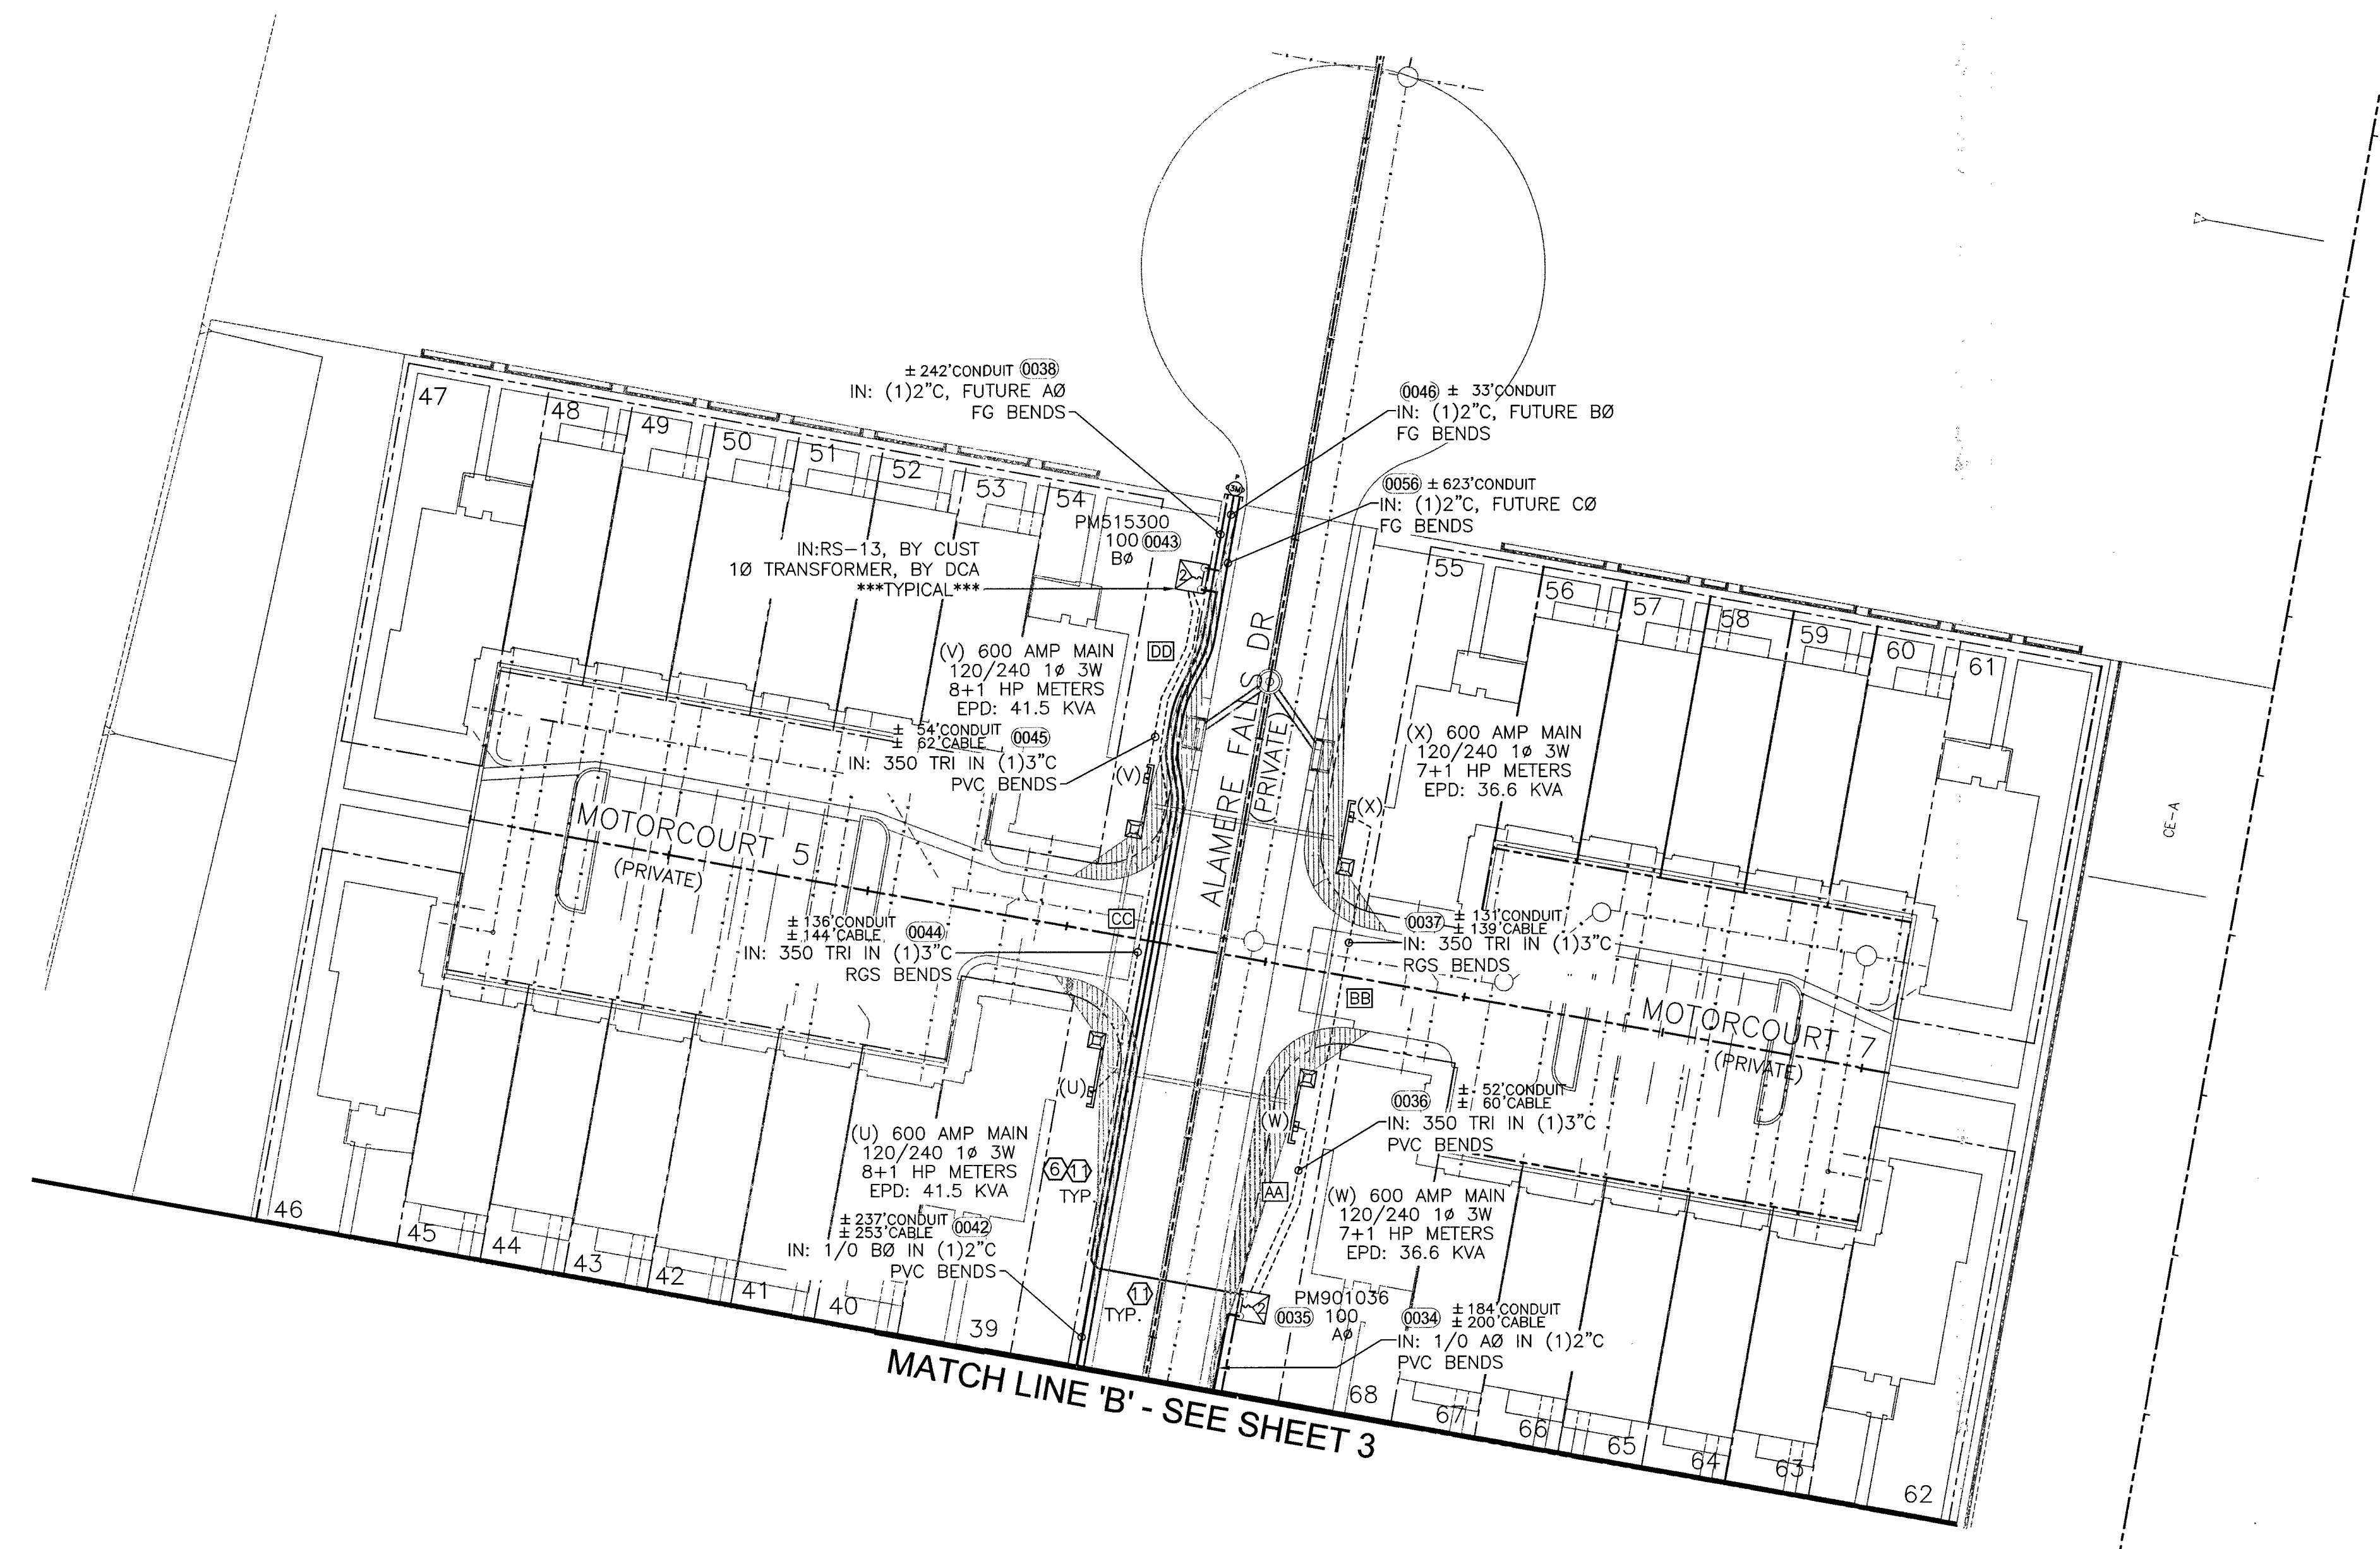 ± 242'CONDUIT 0038
IN: (1)2"C, FUTURE AØ
FG BENDS
0046 ± 33'CONDUIT
IN: (1)2"C, FUTURE BØ
FG BENDS
0056 ± 623'CONDUIT
IN: (1)2"C, FUTURE CØ
FG BENDS
3M
47
48
49
50
51
52
53
54
PM515300
100 0043
BØ
2
IN:RS-13, BY CUST
1Ø TRANSFORMER, BY DCA
***TYPICAL***
DD
(V) 600 AMP MAIN
120/240 1ø 3W
8+1 HP METERS
EPD: 41.5 KVA
± 54'CONDUIT
± 62'CABLE 0045
IN: 350 TRI IN (1)3"C
PVC BENDS
(V)
55
56
57
58
59
60
61
(X) 600 AMP MAIN
120/240 1ø 3W
7+1 HP METERS
EPD: 36.6 KVA
(X)
ALAMERE FALLS DR
(PRIVATE)
CE-A
MOTORCOURT 5
(PRIVATE)
CC
± 136'CONDUIT
± 144'CABLE 0044
IN: 350 TRI IN (1)3"C
RGS BENDS
0037 ± 131'CONDUIT
± 139'CABLE
IN: 350 TRI IN (1)3"C
RGS BENDS
BB
MOTORCOURT 7
(PRIVATE)
(U)
(U) 600 AMP MAIN
120/240 1ø 3W
8+1 HP METERS
EPD: 41.5 KVA
6 11
TYP.
± 237'CONDUIT
± 253'CABLE 0042
IN: 1/0 BØ IN (1)2"C
PVC BENDS
0036 ± 52'CONDUIT
± 60'CABLE
IN: 350 TRI IN (1)3"C
PVC BENDS
(W)
AA
(W) 600 AMP MAIN
120/240 1ø 3W
7+1 HP METERS
EPD: 36.6 KVA
11
TYP.
2
PM901036
0035 100
AØ
0034 ± 184'CONDUIT
± 200'CABLE
IN: 1/0 AØ IN (1)2"C
PVC BENDS
46
45
44
43
42
41
40
39
68
67
66
65
64
63
62
MATCH LINE 'B' - SEE SHEET 3